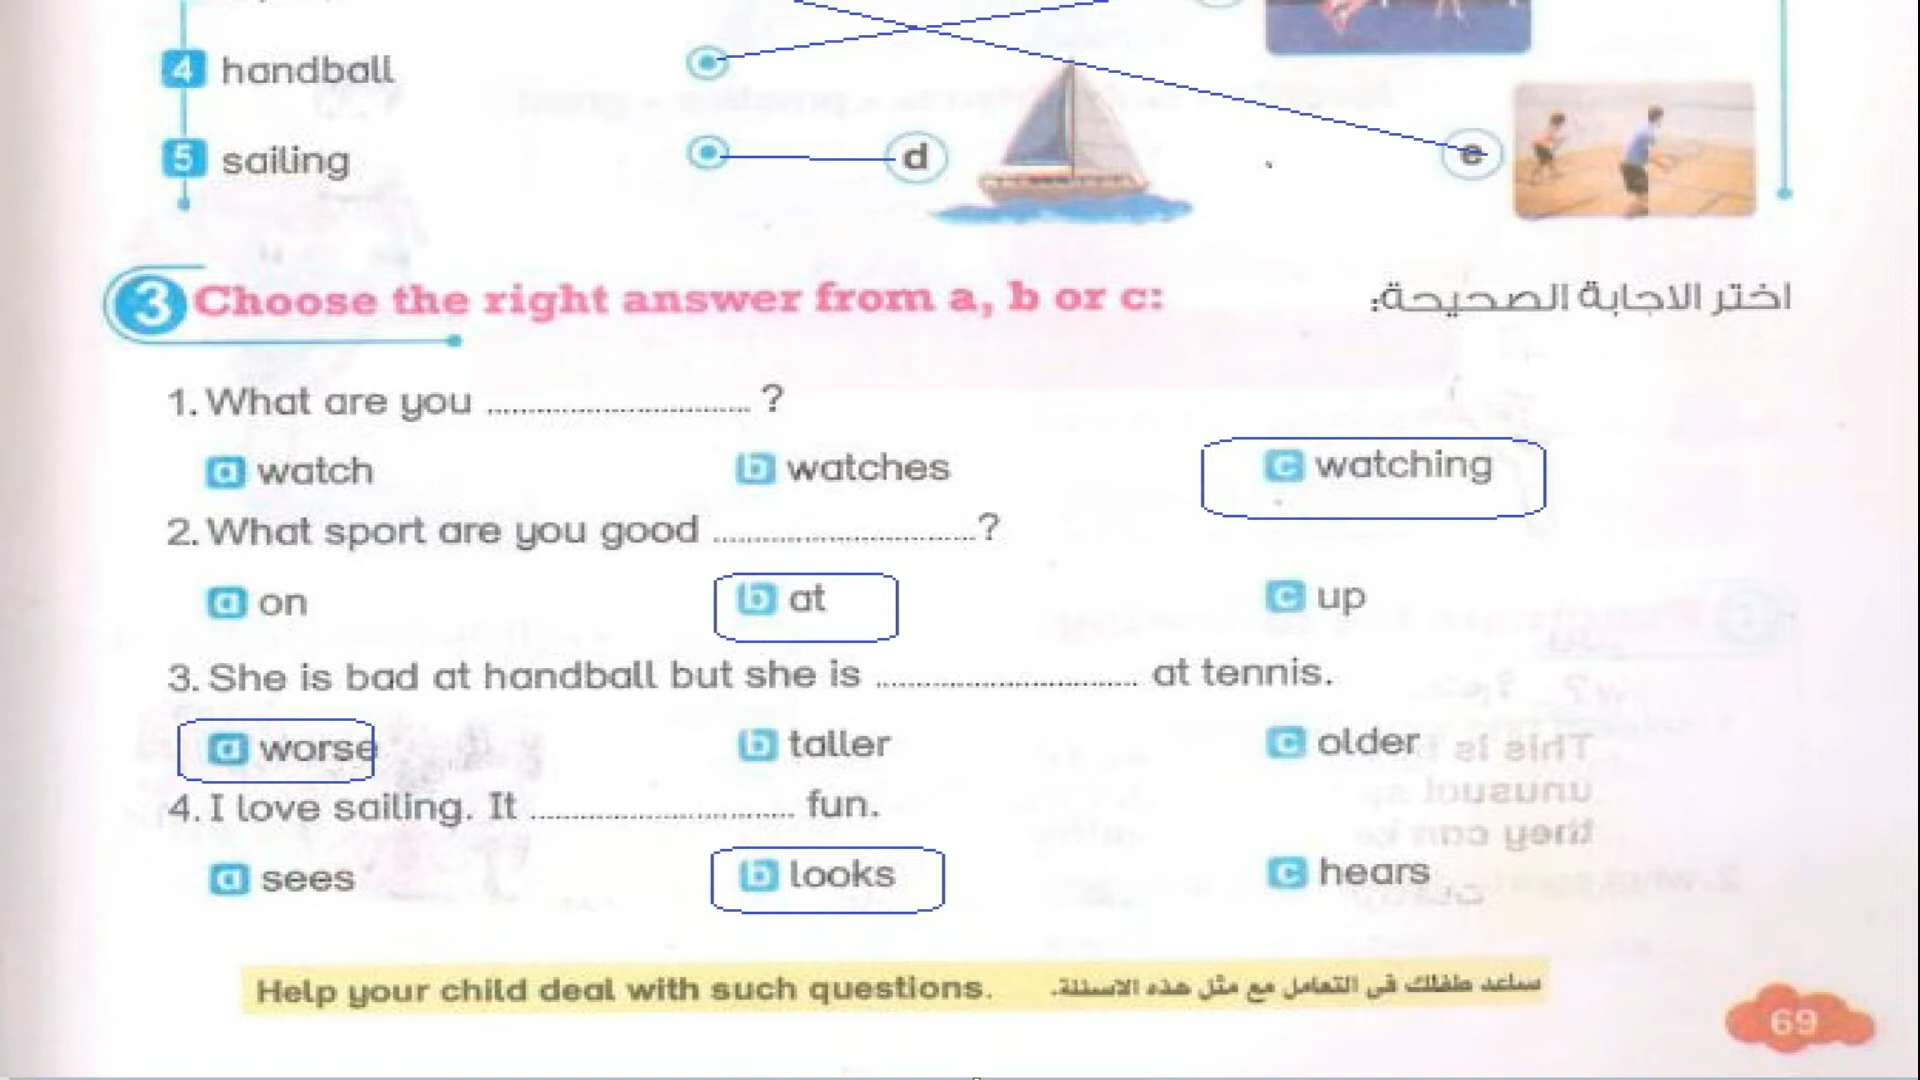 4 handball
5 sailing
d
e
3 Choose the right answer from a, b or c:
اختر الاجابة الصحيحة:
1. What are you ........................... ?
a watch b watches c watching
2. What sport are you good ...........................?
a on b at c up
3. She is bad at handball but she is ........................... at tennis.
a worse b taller c older
4. I love sailing. It ........................... fun.
a sees b looks c hears
Help your child deal with such questions. ساعد طفلك فى التعامل مع مثل هذه الاسئلة.
69